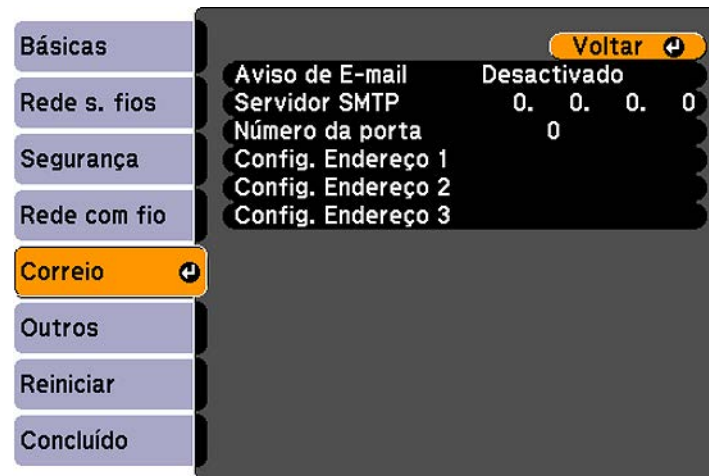 Básicas
Rede s. fios
Segurança
Rede com fio
Correio
Outros
Reiniciar
Concluído
Voltar
Aviso de E-mail Desactivado
Servidor SMTP 0. 0. 0. 0
Número da porta 0
Config. Endereço 1
Config. Endereço 2
Config. Endereço 3